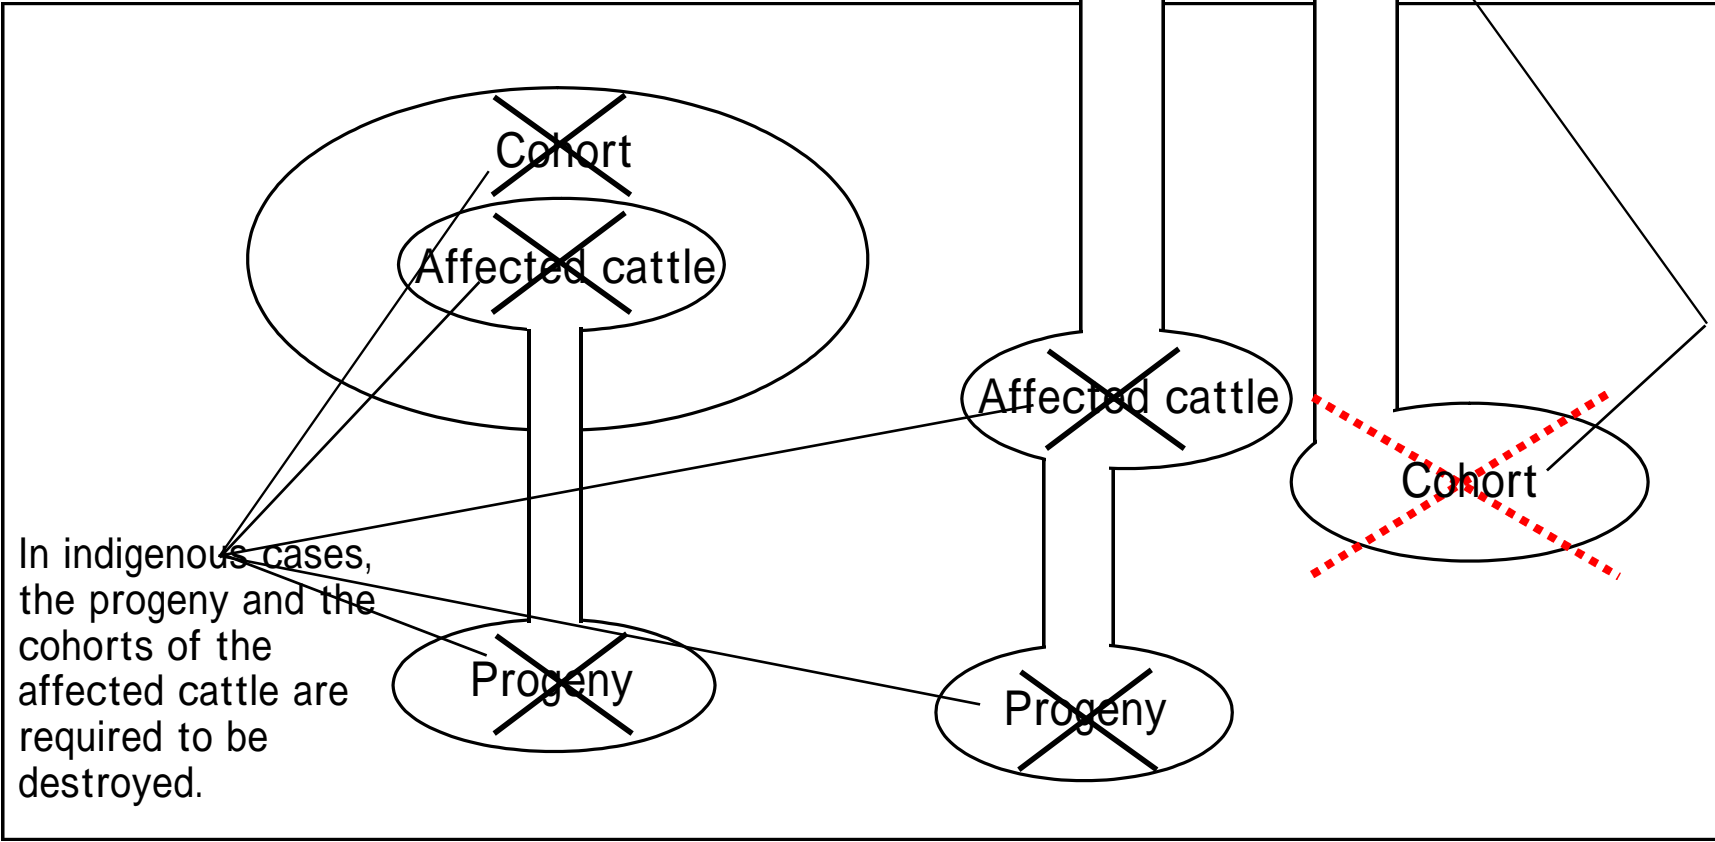 Cohort
Affected cattle
Affected cattle
Cohort
In indigenous cases,
the progeny and the
cohorts of the
affected cattle are
required to be
destroyed.
Progeny
Progeny